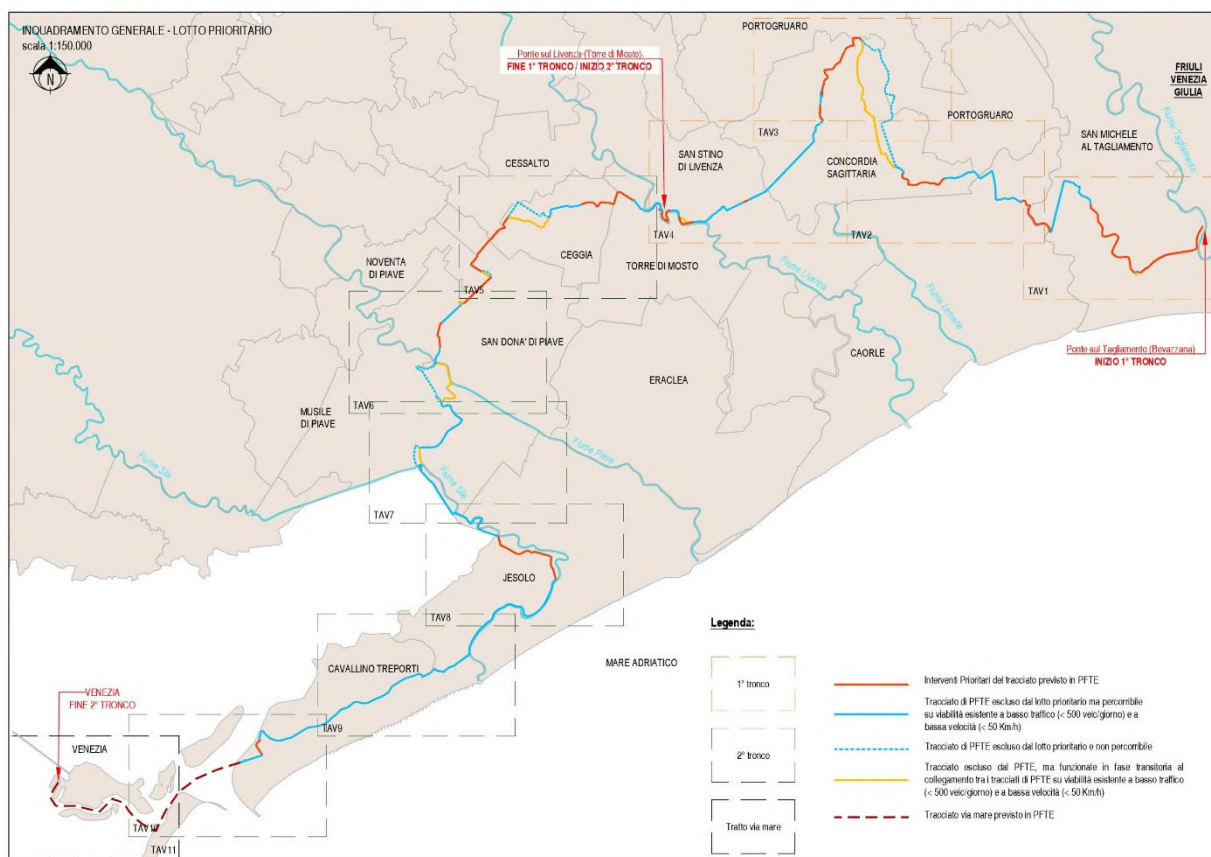 INQUADRAMENTO GENERALE - LOTTO PRIORITARIO
scala 1:150.000
N
PORTOGRUARO
Ponte sul Livenza (Torre di Mosto)
FINE 1° TRONCO / INIZIO 2° TRONCO
FRIULI
VENEZIA
GIULIA
Fiume Tagliamento
PORTOGRUARO
TAV3
SAN MICHELE
AL TAGLIAMENTO
SAN STINO
DI LIVENZA
CONCORDIA
SAGITTARIA
CESSALTO
TAV4
TAV2
CEGGIA
TORRE DI MOSTO
NOVENTA
DI PIAVE
Fiume Livenza
Fiume Lemene
TAV5
TAV1
SAN DONA' DI PIAVE
CAORLE
Ponte sul Tagliamento (Bevazzana)
INIZIO 1° TRONCO
ERACLEA
TAV6
MUSILE
DI PIAVE
Fiume Piave
Fiume Sile
Fiume Sile
TAV7
JESOLO
TAV8
Legenda:
MARE ADRIATICO
CAVALLINO TREPORTI
1° tronco
Interventi Prioritari del tracciato previsto in PFTE
VENEZIA
FINE 2° TRONCO
Tracciato di PFTE escluso dal lotto prioritario ma percorribile
su viabilità esistente a basso traffico (< 500 veic/giorno) e a
bassa velocità (< 50 Km/h)
TAV9
VENEZIA
2° tronco
Tracciato di PFTE escluso dal lotto prioritario e non percorribile
Tracciato escluso dal PFTE, ma funzionale in fase transitoria al
collegamento tra i tracciati di PFTE su viabilità esistente a basso traffico
(< 500 veic/giorno) e a bassa velocità (< 50 Km/h)
Tratto via mare
Tracciato via mare previsto in PFTE
TAV10
TAV11